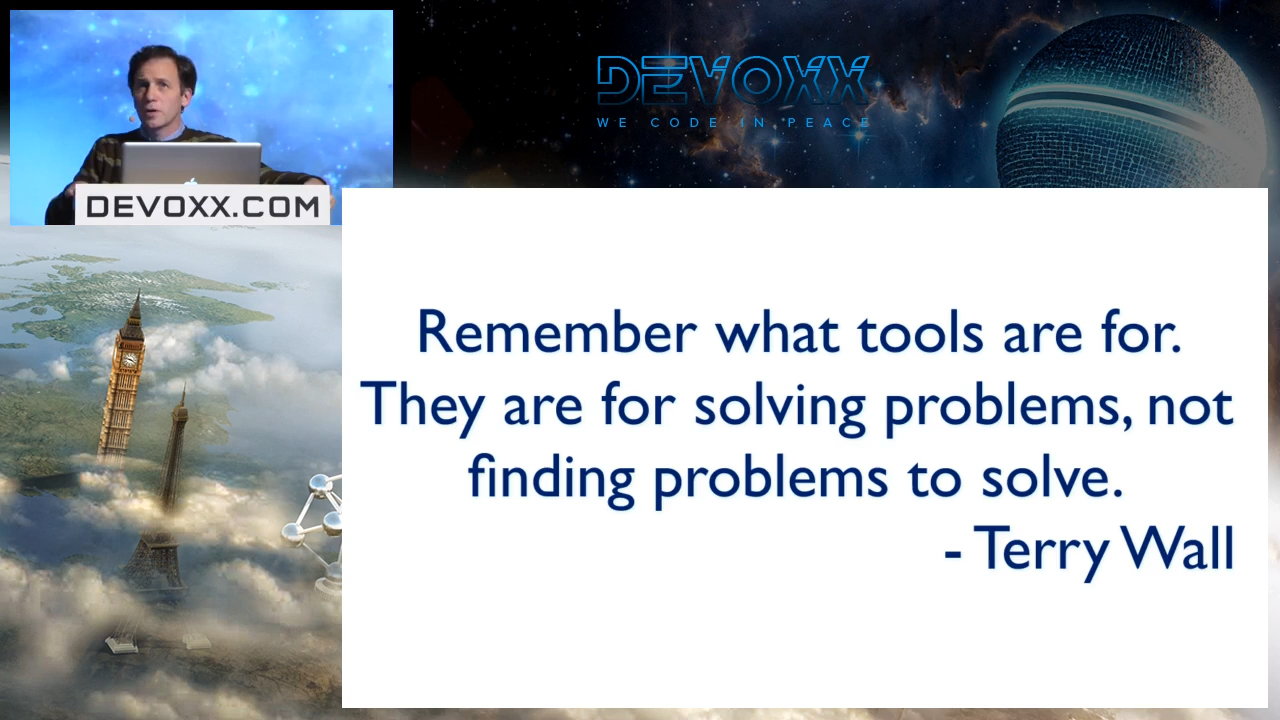 DEVOXX
WE CODE IN PEACE
DEVOXX.COM
Remember what tools are for.
They are for solving problems, not
finding problems to solve.
- Terry Wall